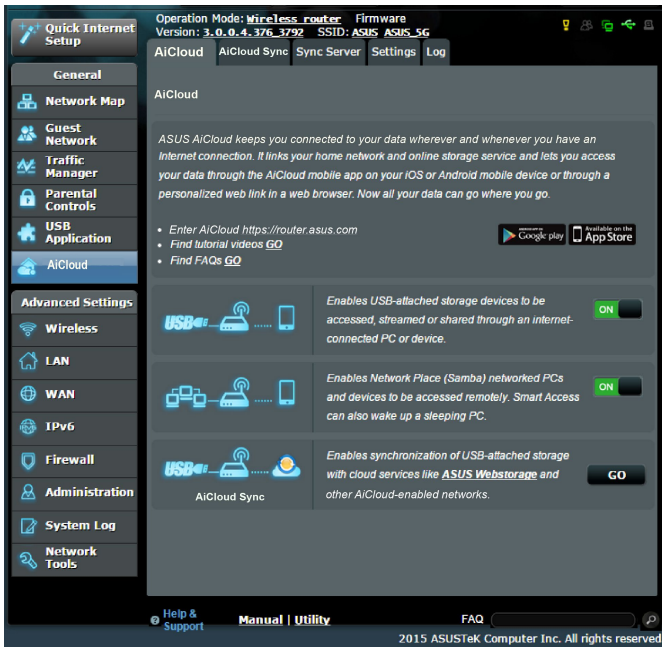 Quick Internet
Setup
Operation Mode: Wireless router Firmware
Version: 3.0.0.4.376_3792 SSID: ASUS ASUS_5G
AiCloud AiCloud Sync Sync Server Settings Log
General
Network Map
Guest
Network
Traffic
Manager
Parental
Controls
USB
Application
AiCloud
Advanced Settings
Wireless
LAN
WAN
IPv6
Firewall
Administration
System Log
Network
Tools
AiCloud
ASUS AiCloud keeps you connected to your data wherever and whenever you have an
Internet connection. It links your home network and online storage service and lets you access
your data through the AiCloud mobile app on your iOS or Android mobile device or through a
personalized web link in a web browser. Now all your data can go where you go.
• Enter AiCloud https://router.asus.com
• Find tutorial videos GO
• Find FAQs GO
ANDROID APP ON
Google play
Available on the
App Store
USB
Enables USB-attached storage devices to be
accessed, streamed or shared through an internet-
connected PC or device.
ON
Enables Network Place (Samba) networked PCs
and devices to be accessed remotely. Smart Access
can also wake up a sleeping PC.
ON
USB
AiCloud Sync
Enables synchronization of USB-attached storage
with cloud services like ASUS Webstorage and
other AiCloud-enabled networks.
GO
Help &
Support
Manual | Utility
FAQ
2015 ASUSTeK Computer Inc. All rights reserved